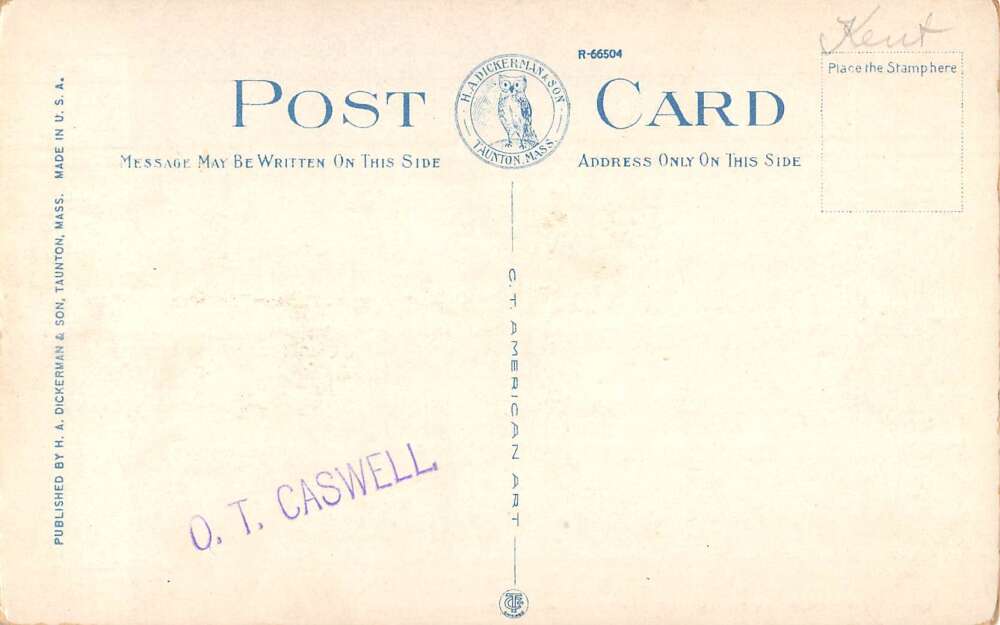 Kent
R-66504
Place the Stamp here
POST CARD
H. A. DICKERMAN & SON
TAUNTON, MASS.
MESSAGE MAY BE WRITTEN ON THIS SIDE
ADDRESS ONLY ON THIS SIDE
PUBLISHED BY H. A. DICKERMAN & SON, TAUNTON, MASS. MADE IN U. S. A.
C. T. AMERICAN ART
O. T. CASWELL.